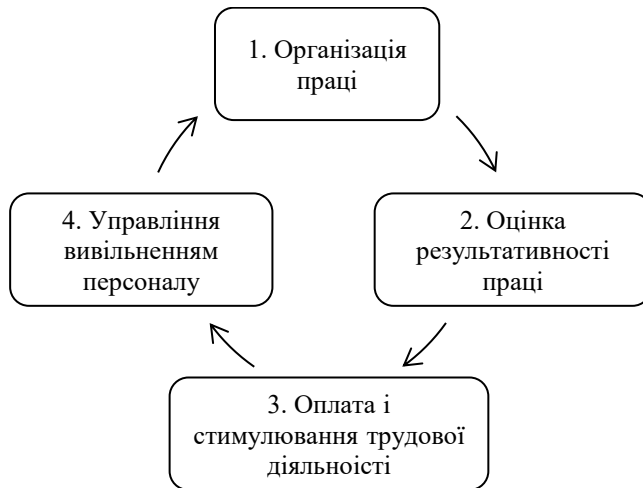 1. Організація
праці
2. Оцінка
результативності
праці
3. Оплата і
стимулювання трудової
діяльноісті
4. Управління
вивільненням
персоналу